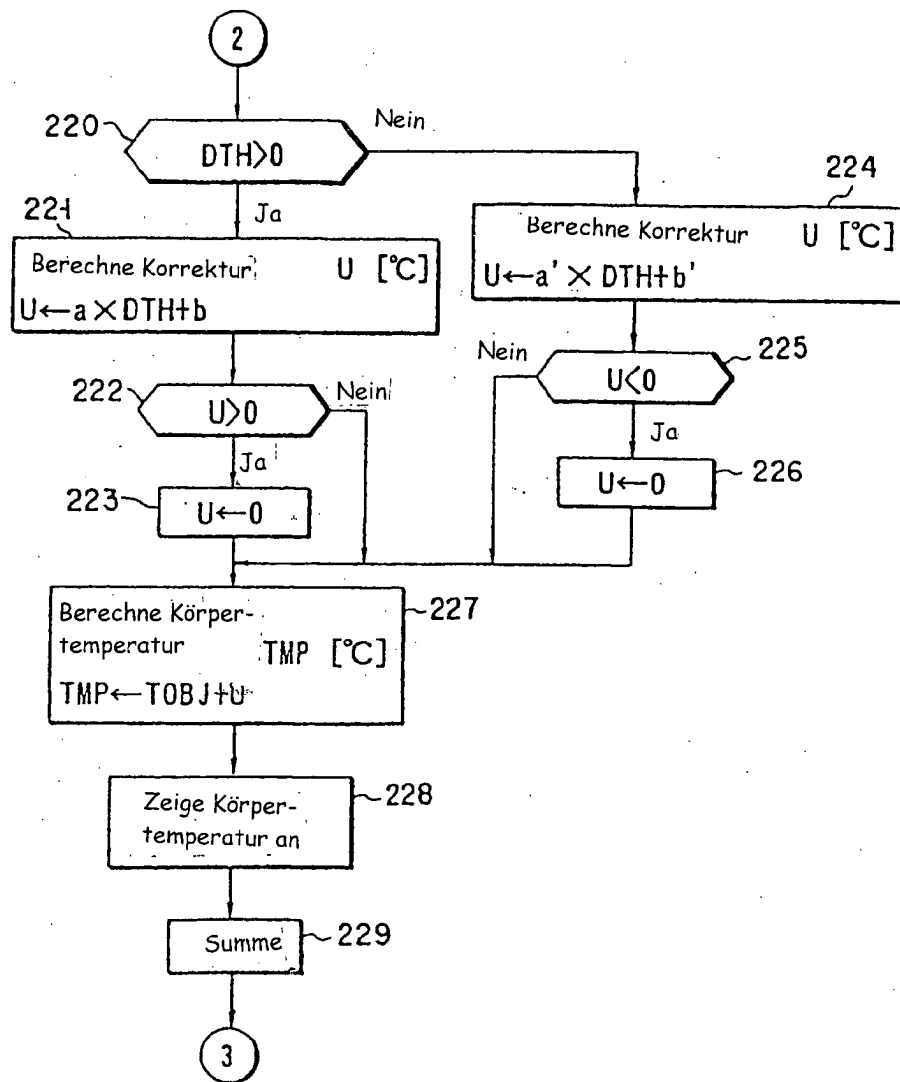 2
220
Nein
DTH>0
Ja
221
224
Berechne Korrektur U [°C]
U←a×DTH+b
Berechne Korrektur U [°C]
U←a'×DTH+b'
222
U>0
Nein
Nein
U<0
225
Ja
Ja
223
U←0
U←0
226
Berechne Körper-
temperatur
TMP [°C]
TMP←TOBJ+U
227
Zeige Körper-
temperatur an
228
Summe
229
3